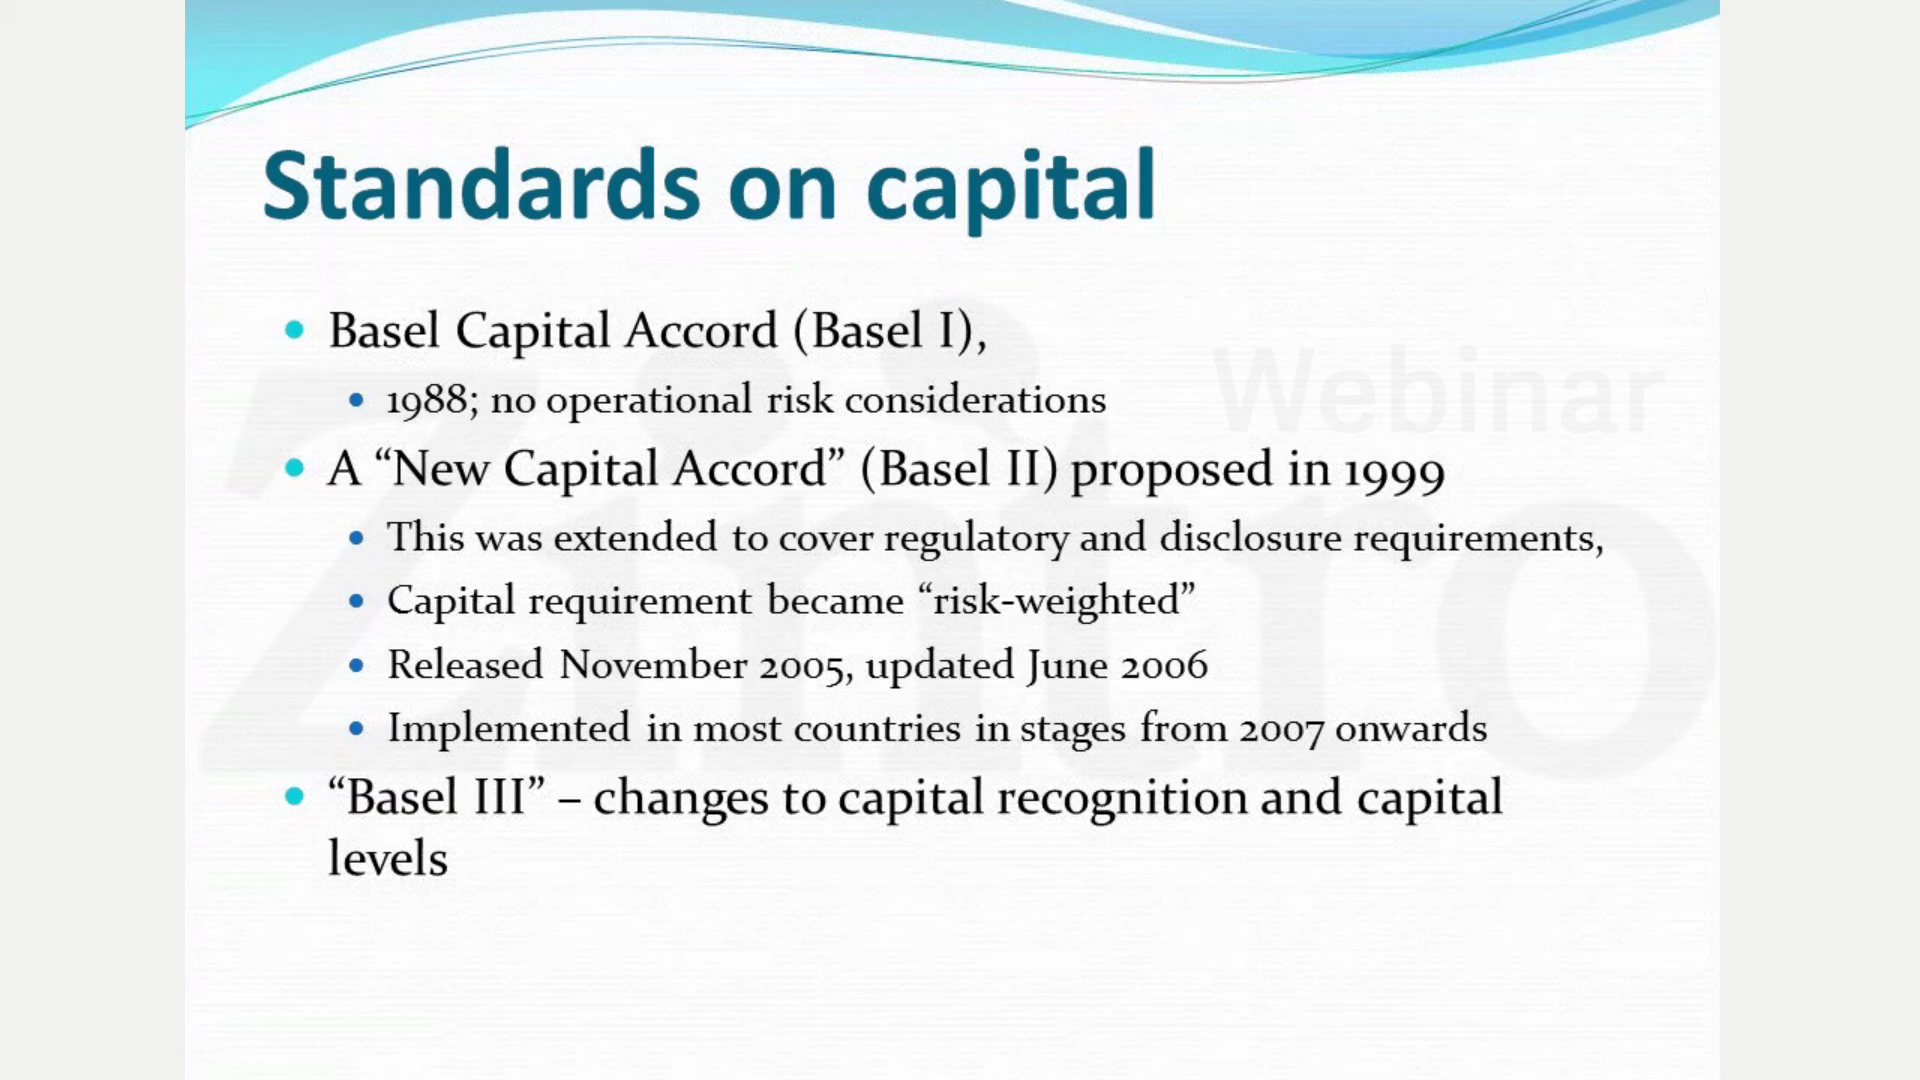 Standards on capital
Basel Capital Accord (Basel I),
1988; no operational risk considerations
A “New Capital Accord” (Basel II) proposed in 1999
This was extended to cover regulatory and disclosure requirements,
Capital requirement became “risk-weighted”
Released November 2005, updated June 2006
Implemented in most countries in stages from 2007 onwards
“Basel III” – changes to capital recognition and capital
levels
Zintro
Webinar